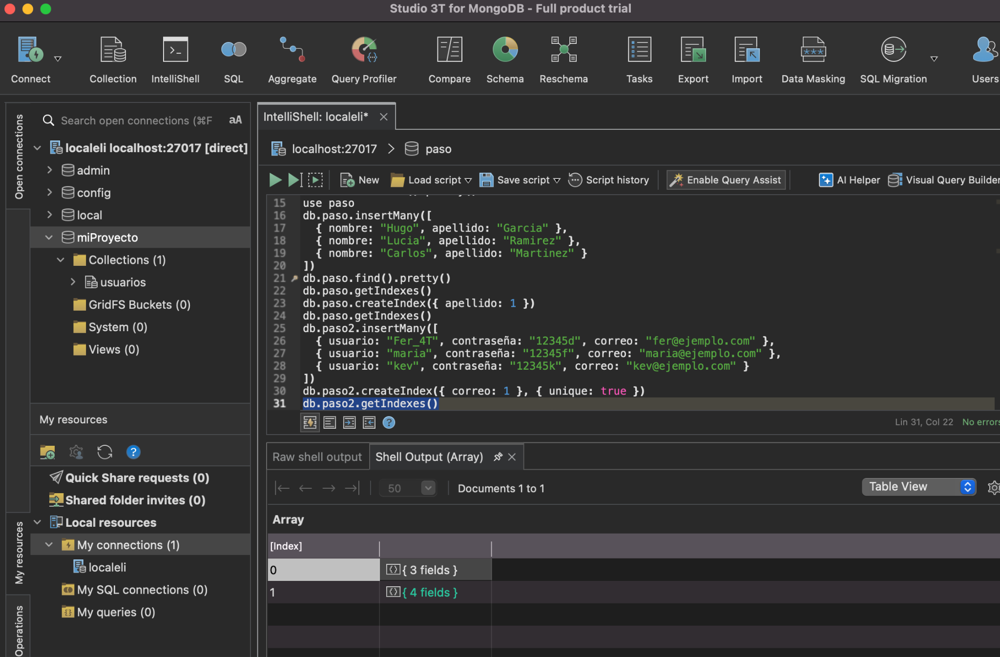 Studio 3T for MongoDB - Full product trial
Connect
Collection
IntelliShell
SQL
Aggregate
Query Profiler
Compare
Schema
Reschema
Tasks
Export
Import
Data Masking
SQL Migration
Users
Open connections
Search open connections (⌘F
aA
localeli localhost:27017 [direct]
admin
config
local
miProyecto
Collections (1)
usuarios
GridFS Buckets (0)
System (0)
Views (0)
My resources
Quick Share requests (0)
Shared folder invites (0)
Local resources
My connections (1)
localeli
My SQL connections (0)
My queries (0)
My resources
Operations
IntelliShell: localeli*
localhost:27017 > paso
New
Load script
Save script
Script history
Enable Query Assist
AI Helper
Visual Query Builder
15 use paso
16 db.paso.insertMany([
17 { nombre: "Hugo", apellido: "Garcia" },
18 { nombre: "Lucia", apellido: "Ramirez" },
19 { nombre: "Carlos", apellido: "Martinez" }
20 ])
21 db.paso.find().pretty()
22 db.paso.getIndexes()
23 db.paso.createIndex({ apellido: 1 })
24 db.paso.getIndexes()
25 db.paso2.insertMany([
26 { usuario: "Fer_4T", contraseña: "12345d", correo: "fer@ejemplo.com" },
27 { usuario: "maria", contraseña: "12345f", correo: "maria@ejemplo.com" },
28 { usuario: "kev", contraseña: "12345k", correo: "kev@ejemplo.com" }
29 ])
30 db.paso2.createIndex({ correo: 1 }, { unique: true })
31 db.paso2.getIndexes()
Lin 31, Col 22
No errors
Raw shell output
Shell Output (Array)
50
Documents 1 to 1
Table View
Array
[Index]
0 { 3 fields }
1 { 4 fields }